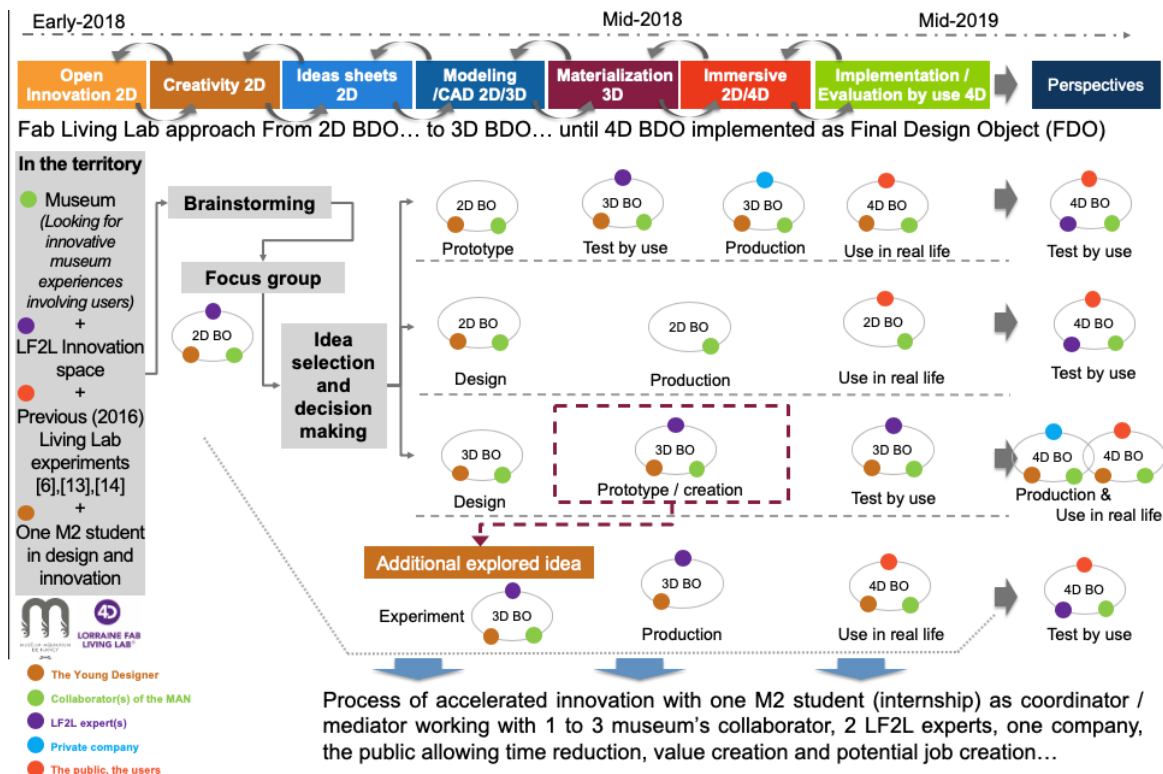 Early-2018
Mid-2018
Mid-2019
Open
Innovation 2D
Creativity 2D
Ideas sheets
2D
Modeling
/CAD 2D/3D
Materialization
3D
Immersive
2D/4D
Implementation /
Evaluation by use 4D
Perspectives
Fab Living Lab approach From 2D BDO... to 3D BDO... until 4D BDO implemented as Final Design Object (FDO)
In the territory
Museum
(Looking for
innovative
museum
experiences
involving users)
+
LF2L Innovation
space
+
Previous (2016)
Living Lab
experiments
[6],[13],[14]
+
One M2 student
in design and
innovation
Brainstorming
Focus group
2D BO
Idea
selection
and
decision
making
2D BO
Prototype
3D BO
Test by use
3D BO
Production
4D BO
Use in real life
4D BO
Test by use
2D BO
Design
2D BO
Production
2D BO
Use in real life
4D BO
Test by use
3D BO
Design
3D BO
Prototype / creation
3D BO
Test by use
4D BO
4D BO
Production &
Use in real life
Additional explored idea
Experiment
3D BO
3D BO
Production
4D BO
Use in real life
4D BO
Test by use
MUSÉUM-AQUARIUM
DE NANCY
4D
LORRAINE FAB
LIVING LAB
The Young Designer
Collaborator(s) of the MAN
LF2L expert(s)
Private company
The public, the users
Process of accelerated innovation with one M2 student (internship) as coordinator /
mediator working with 1 to 3 museum's collaborator, 2 LF2L experts, one company,
the public allowing time reduction, value creation and potential job creation...